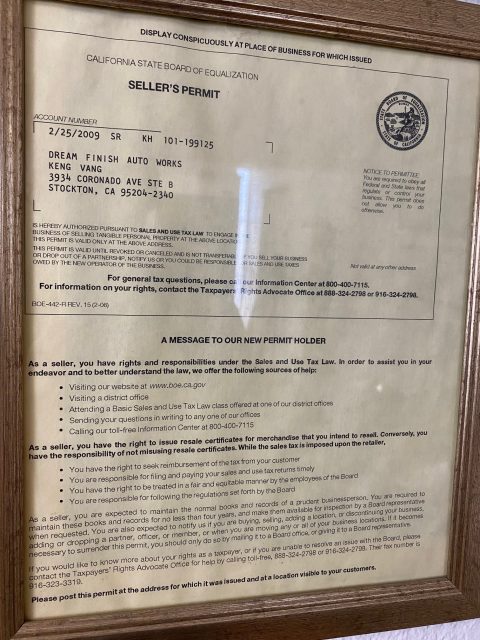 DISPLAY CONSPICUOUSLY AT PLACE OF BUSINESS FOR WHICH ISSUED
CALIFORNIA STATE BOARD OF EQUALIZATION
SELLER'S PERMIT
ACCOUNT NUMBER
2/25/2009 SR KH 101-199125
DREAM FINISH AUTO WORKS
KENG VANG
3934 CORONADO AVE STE B
STOCKTON, CA 95204-2340
NOTICE TO PERMITTEE:
You are required to obey all
Federal and State laws that
regulate or control your
business. This permit does
not allow you to do
otherwise.
IS HEREBY AUTHORIZED PURSUANT TO SALES AND USE TAX LAW TO ENGAGE IN THE
BUSINESS OF SELLING TANGIBLE PERSONAL PROPERTY AT THE ABOVE LOCATION.
THIS PERMIT IS VALID ONLY AT THE ABOVE ADDRESS.
THIS PERMIT IS VALID UNTIL REVOKED OR CANCELED AND IS NOT TRANSFERABLE. IF YOU SELL YOUR BUSINESS
OR DROP OUT OF A PARTNERSHIP, NOTIFY US OR YOU COULD BE RESPONSIBLE FOR SALES AND USE TAXES
OWED BY THE NEW OPERATOR OF THE BUSINESS.
Not valid at any other address
For general tax questions, please call our Information Center at 800-400-7115.
For information on your rights, contact the Taxpayers' Rights Advocate Office at 888-324-2798 or 916-324-2798.
BOE-442-R REV. 15 (2-06)
A MESSAGE TO OUR NEW PERMIT HOLDER
As a seller, you have rights and responsibilities under the Sales and Use Tax Law. In order to assist you in your
endeavor and to better understand the law, we offer the following sources of help:
• Visiting our website at www.boe.ca.gov
• Visiting a district office
• Attending a Basic Sales and Use Tax Law class offered at one of our district offices
• Sending your questions in writing to any one of our offices
• Calling our toll-free Information Center at 800-400-7115
As a seller, you have the right to issue resale certificates for merchandise that you intend to resell. Conversely, you
have the responsibility of not misusing resale certificates. While the sales tax is imposed upon the retailer,
• You have the right to seek reimbursement of the tax from your customer
• You are responsible for filing and paying your sales and use tax returns timely
• You have the right to be treated in a fair and equitable manner by the employees of the Board
• You are responsible for following the regulations set forth by the Board
As a seller, you are expected to maintain the normal books and records of a prudent businessperson. You are required to
maintain these books and records for no less than four years, and make them available for inspection by a Board representative
when requested. You are also expected to notify us if you are buying, selling, adding a location, or discontinuing your business,
adding or dropping a partner, officer, or member, or when you are moving any or all of your business locations. If it becomes
necessary to surrender this permit, you should only do so by mailing it to a Board office, or giving it to a Board representative.
If you would like to know more about your rights as a taxpayer, or if you are unable to resolve an issue with the Board, please
contact the Taxpayers' Rights Advocate Office for help by calling toll-free, 888-324-2798 or 916-324-2798. Their fax number is
916-323-3319.
Please post this permit at the address for which it was issued and at a location visible to your customers.